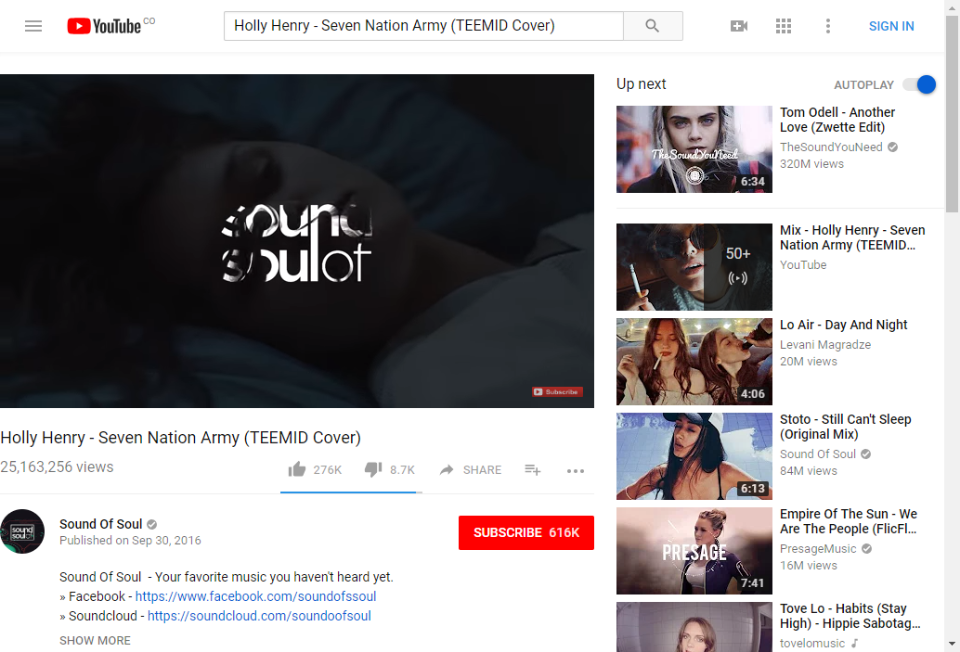 YouTube CO
Holly Henry - Seven Nation Army (TEEMID Cover)
SIGN IN
sound
soulof
Subscribe
Holly Henry - Seven Nation Army (TEEMID Cover)
25,163,256 views
276K 8.7K SHARE
Sound Of Soul
Published on Sep 30, 2016
SUBSCRIBE 616K
sound
soulof
Sound Of Soul - Your favorite music you haven't heard yet.
» Facebook - https://www.facebook.com/soundofssoul
» Soundcloud - https://soundcloud.com/soundoofsoul
SHOW MORE
Up next
AUTOPLAY
TheSoundYouNeed
6:34
Tom Odell - Another
Love (Zwette Edit)
TheSoundYouNeed
320M views
50+
Mix - Holly Henry - Seven
Nation Army (TEEMID...
YouTube
4:06
Lo Air - Day And Night
Levani Magradze
20M views
6:13
Stoto - Still Can't Sleep
(Original Mix)
Sound Of Soul
84M views
PRESAGE
7:41
Empire Of The Sun - We
Are The People (FlicFl...
PresageMusic
16M views
Tove Lo - Habits (Stay
High) - Hippie Sabotag...
tovelomusic